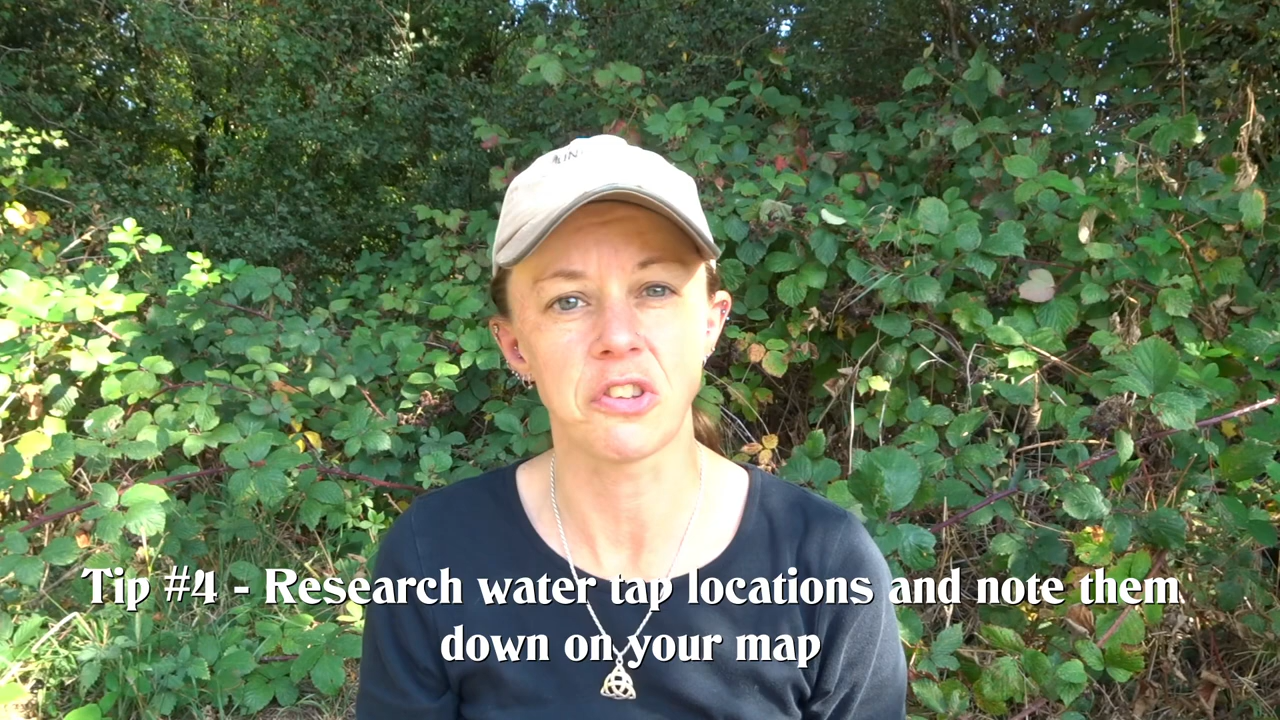 Tip #4 - Research water tap locations and note them
down on your map